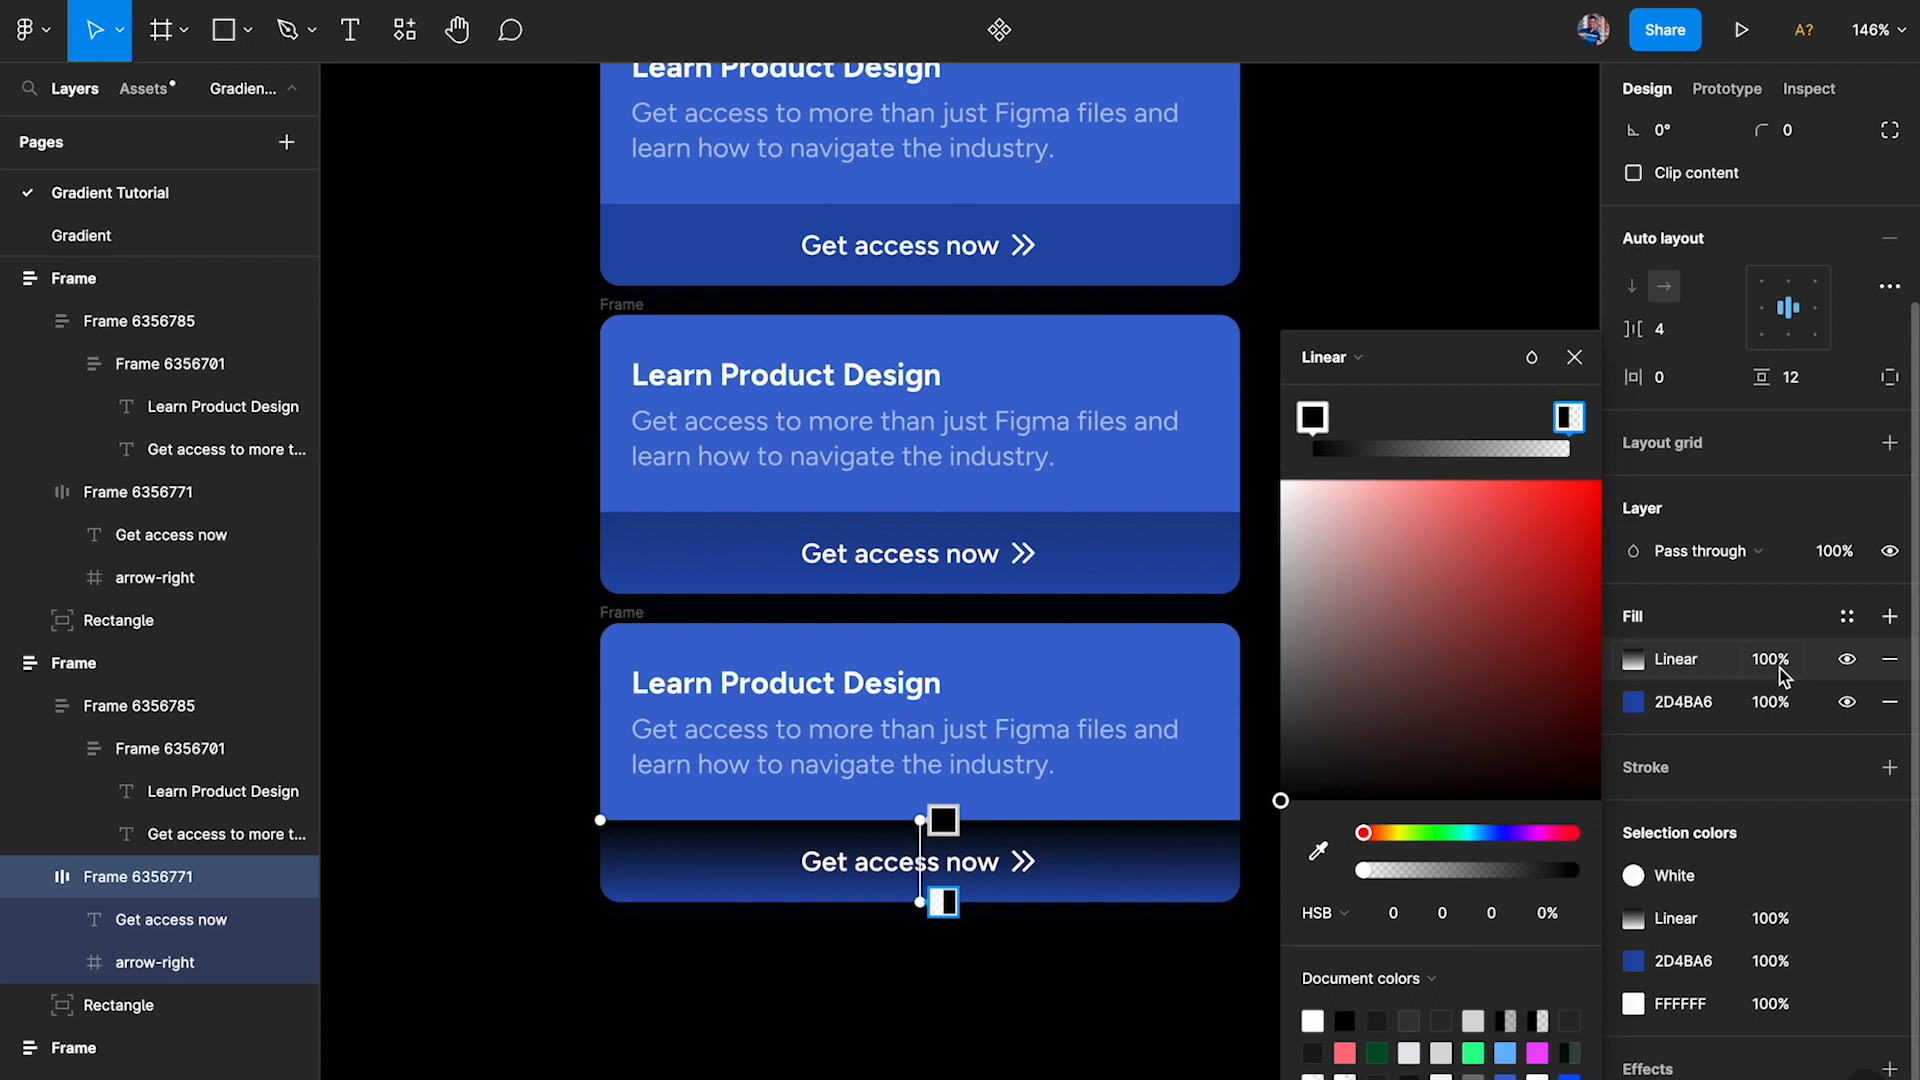 Share
A?
146%
Layers
Assets
Gradien...
Pages
Gradient Tutorial
Gradient
Frame
Frame 6356785
Frame 6356701
Learn Product Design
Get access to more t...
Frame 6356771
Get access now
arrow-right
Rectangle
Frame
Frame 6356785
Frame 6356701
Learn Product Design
Get access to more t...
Frame 6356771
Get access now
arrow-right
Rectangle
Frame
Learn Product Design
Get access to more than just Figma files and
learn how to navigate the industry.
Get access now
Frame
Learn Product Design
Get access to more than just Figma files and
learn how to navigate the industry.
Get access now
Frame
Learn Product Design
Get access to more than just Figma files and
learn how to navigate the industry.
Get access now
Linear
HSB 0 0 0 0%
Document colors
Design
Prototype
Inspect
0°
0
Clip content
Auto layout
4
0
12
Layout grid
Layer
Pass through
100%
Fill
Linear 100%
2D4BA6 100%
Stroke
Selection colors
White
Linear 100%
2D4BA6 100%
FFFFFF 100%
Effects